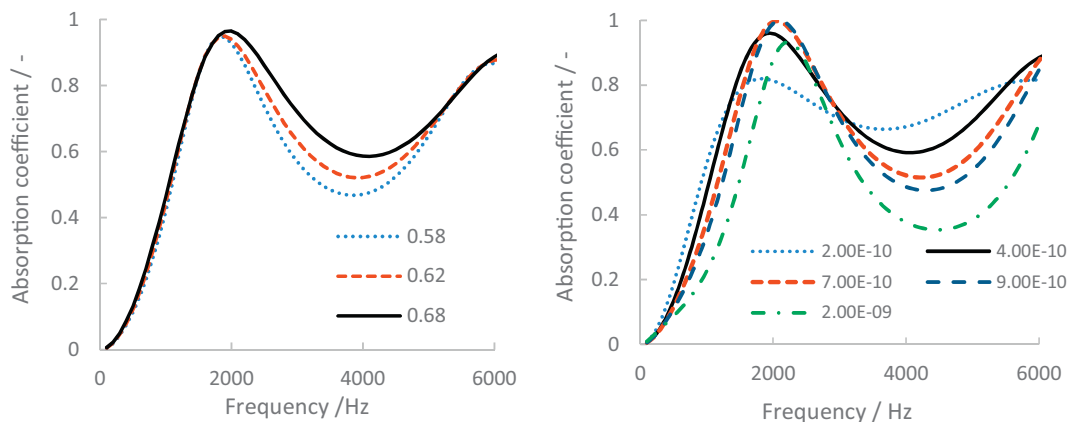 Absorption coefficient / -
1
0.8
0.6
0.4
0.2
0
0.58
0.62
0.68
0 2000 4000 6000
Frequency /Hz
Absorption coefficient / -
1
0.8
0.6
0.4
0.2
0
2.00E-10 4.00E-10
7.00E-10 9.00E-10
2.00E-09
0 2000 4000 6000
Frequency / Hz